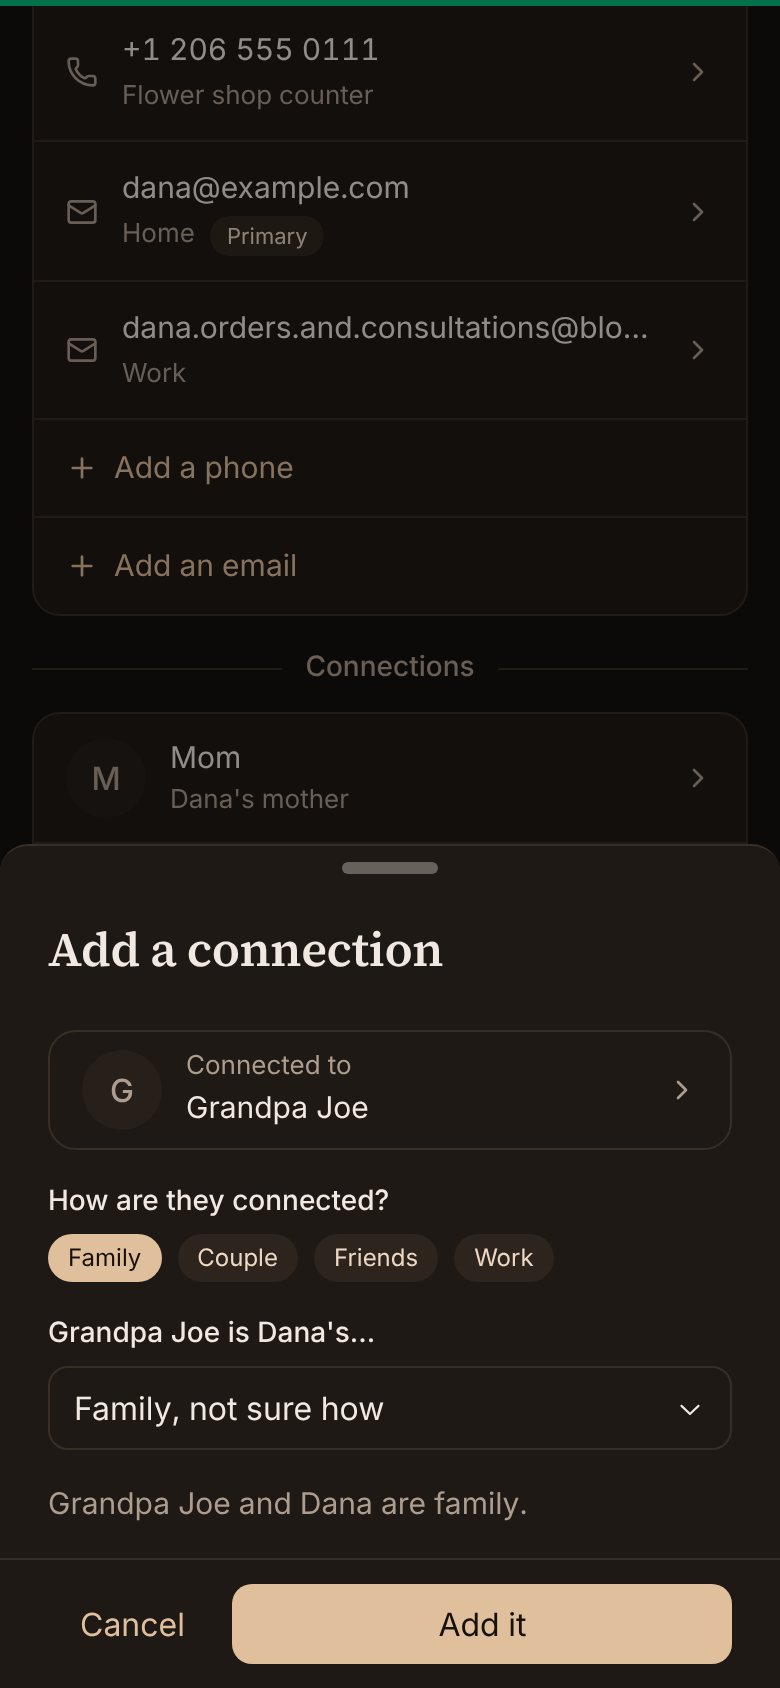 +1 206 555 0111
Flower shop counter
dana@example.com
Home Primary
dana.orders.and.consultations@blo...
Work
Add a phone
Add an email
Connections
M
Mom
Dana's mother
Add a connection
G
Connected to
Grandpa Joe
How are they connected?
Family Couple Friends Work
Grandpa Joe is Dana's...
Family, not sure how
Grandpa Joe and Dana are family.
Cancel Add it